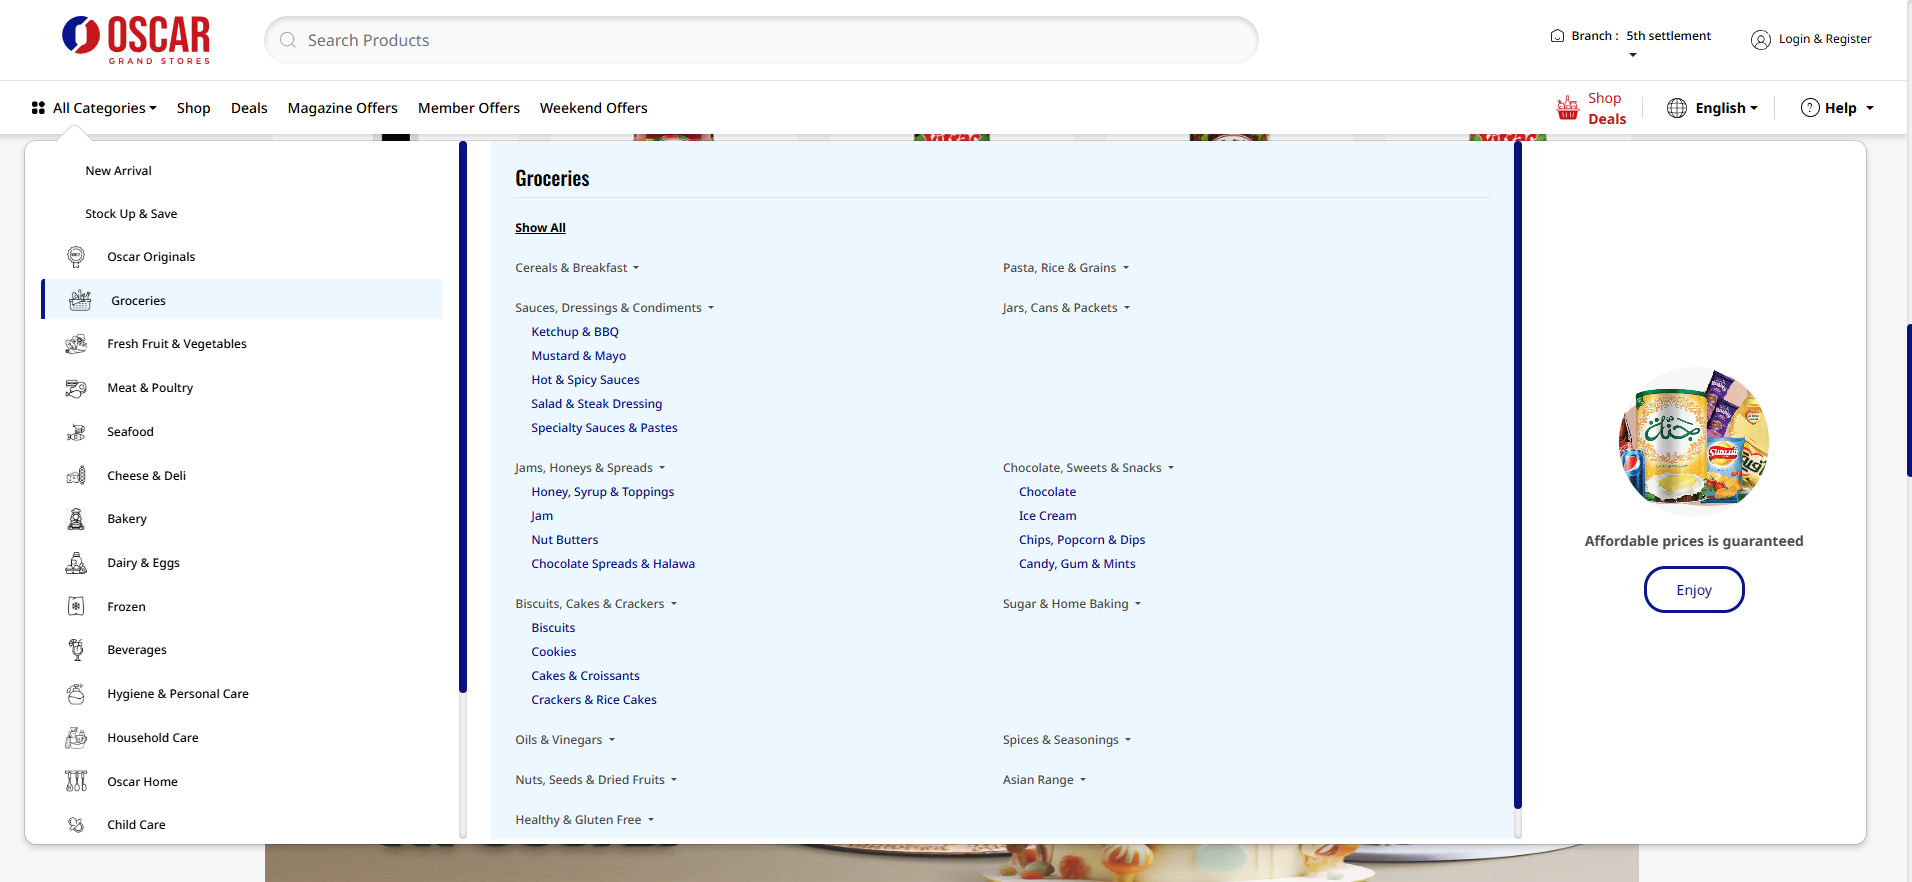 OSCAR
GRAND STORES
Search Products
Branch : 5th settlement
Login & Register
All Categories
Shop
Deals
Magazine Offers
Member Offers
Weekend Offers
Shop
Deals
English
Help
New Arrival
Stock Up & Save
Oscar Originals
Groceries
Fresh Fruit & Vegetables
Meat & Poultry
Seafood
Cheese & Deli
Bakery
Dairy & Eggs
Frozen
Beverages
Hygiene & Personal Care
Household Care
Oscar Home
Child Care
Groceries
Show All
Cereals & Breakfast
Pasta, Rice & Grains
Sauces, Dressings & Condiments
Ketchup & BBQ
Mustard & Mayo
Hot & Spicy Sauces
Salad & Steak Dressing
Specialty Sauces & Pastes
Jars, Cans & Packets
Jams, Honeys & Spreads
Honey, Syrup & Toppings
Jam
Nut Butters
Chocolate Spreads & Halawa
Chocolate, Sweets & Snacks
Chocolate
Ice Cream
Chips, Popcorn & Dips
Candy, Gum & Mints
Biscuits, Cakes & Crackers
Biscuits
Cookies
Cakes & Croissants
Crackers & Rice Cakes
Sugar & Home Baking
Oils & Vinegars
Spices & Seasonings
Nuts, Seeds & Dried Fruits
Asian Range
Healthy & Gluten Free
جنة
Affordable prices is guaranteed
Enjoy